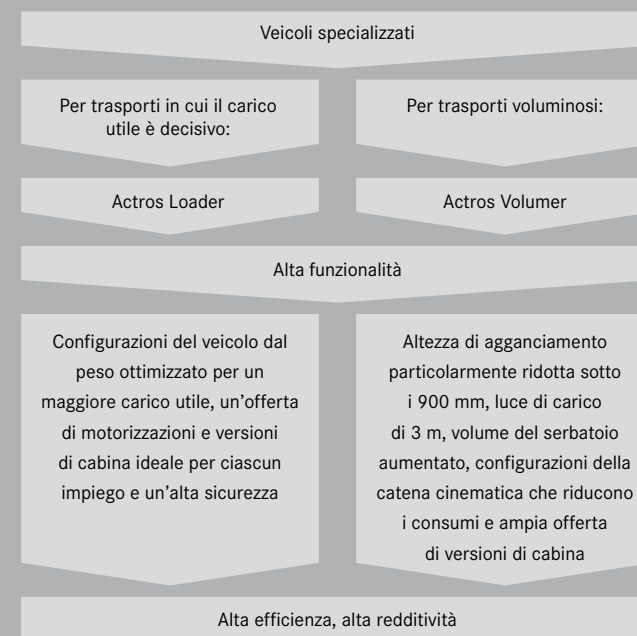 Veicoli specializzati
Per trasporti in cui il carico
utile è decisivo:
Per trasporti voluminosi:
Actros Loader
Actros Volumer
Alta funzionalità
Configurazioni del veicolo dal
peso ottimizzato per un
maggiore carico utile, un’offerta
di motorizzazioni e versioni
di cabina ideale per ciascun
impiego e un’alta sicurezza
Altezza di agganciamento
particolarmente ridotta sotto
i 900 mm, luce di carico
di 3 m, volume del serbatoio
aumentato, configurazioni della
catena cinematica che riducono
i consumi e ampia offerta
di versioni di cabina
Alta efficienza, alta redditività